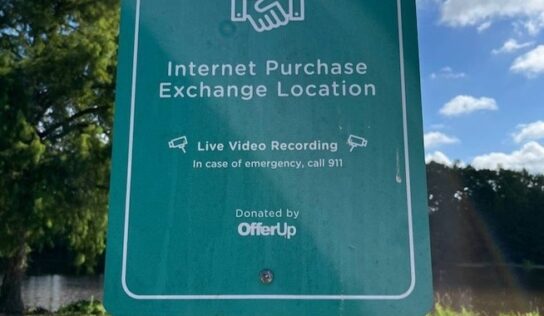 Internet Purchase
Exchange Location
Live Video Recording
In case of emergency, call 911
Donated by
OfferUp